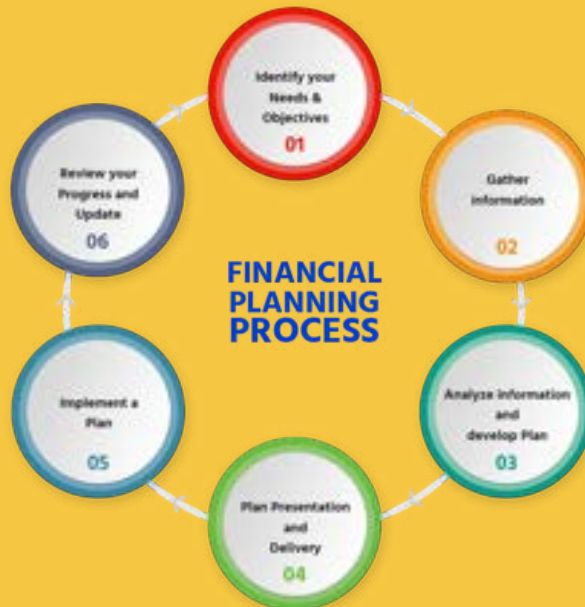 Identify your
Needs &
Objectives
01
Gather
information
02
Analyze information
and
develop Plan
03
Plan Presentation
and
Delivery
04
Implement a
Plan
05
Review your
Progress and
Update
06
FINANCIAL
PLANNING
PROCESS